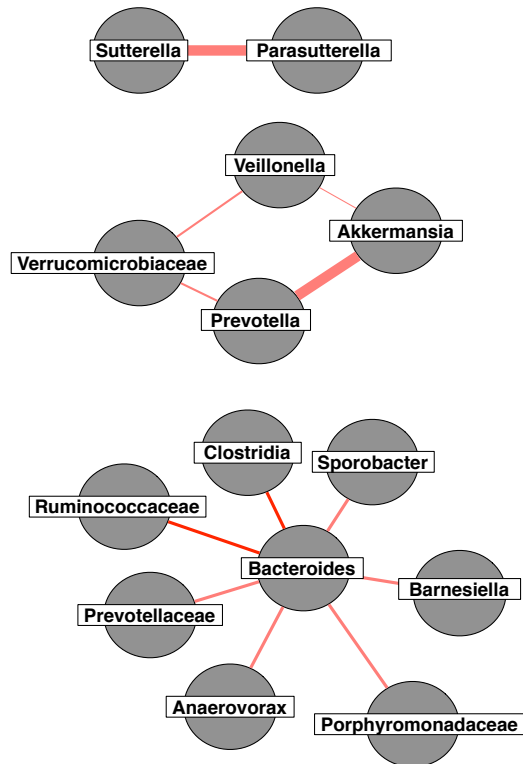 Sutterella
Parasutterella
Veillonella
Akkermansia
Verrucomicrobiaceae
Prevotella
Clostridia
Sporobacter
Ruminococcaceae
Bacteroides
Barnesiella
Prevotellaceae
Anaerovorax
Porphyromonadaceae